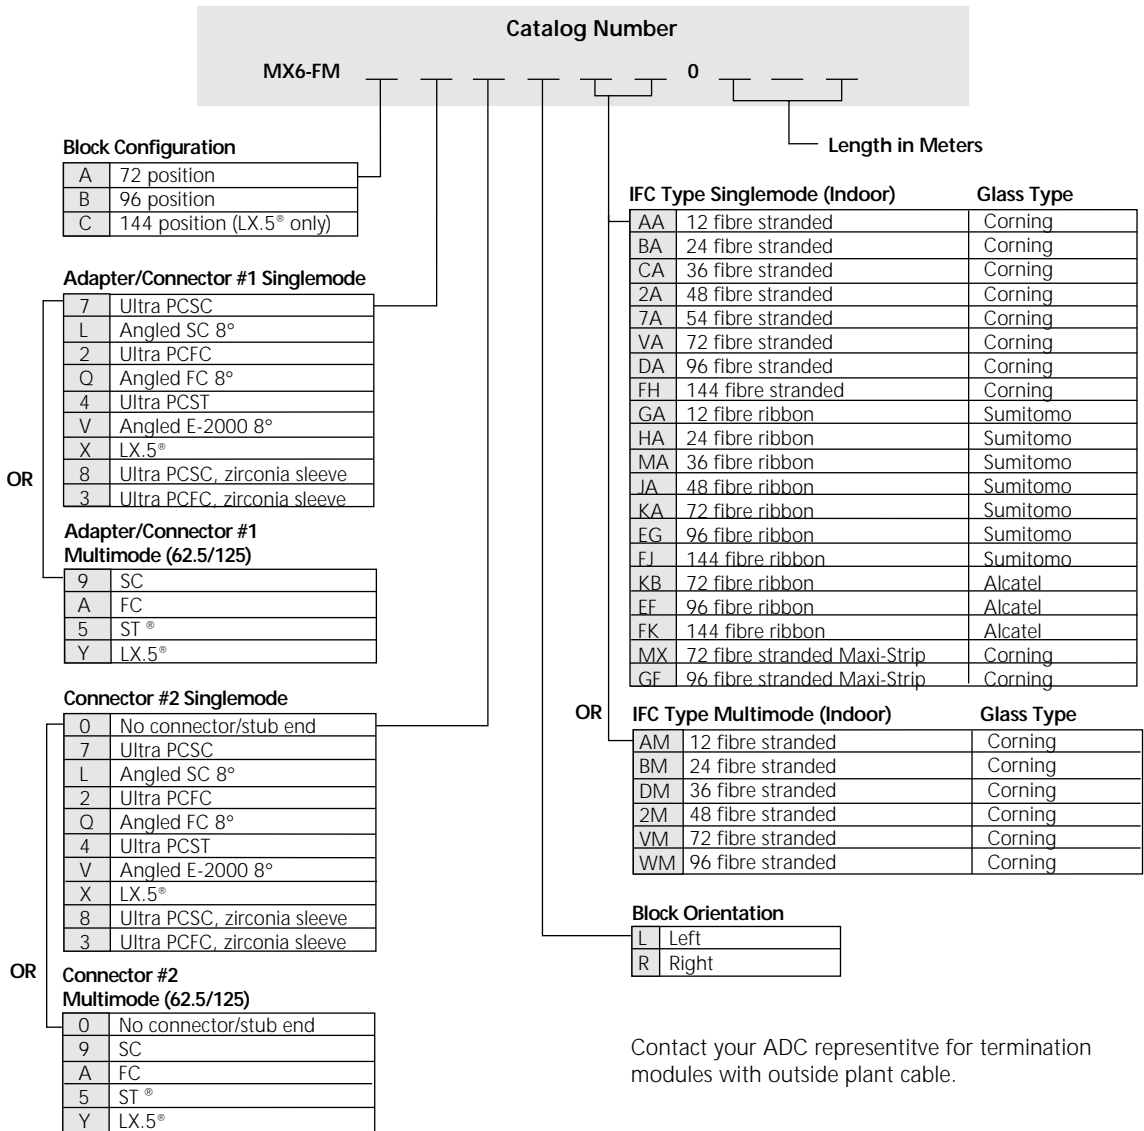 Catalog Number
MX6-FM __ __ __ __ __ __ 0 __ __ __
Length in Meters
Block Configuration
A 72 position
B 96 position
C 144 position (LX.5® only)
Adapter/Connector #1 Singlemode
7 Ultra PCSC
L Angled SC 8°
2 Ultra PCFC
Q Angled FC 8°
4 Ultra PCST
V Angled E-2000 8°
X LX.5®
8 Ultra PCSC, zirconia sleeve
3 Ultra PCFC, zirconia sleeve
OR
Adapter/Connector #1
Multimode (62.5/125)
9 SC
A FC
5 ST ®
Y LX.5®
Connector #2 Singlemode
0 No connector/stub end
7 Ultra PCSC
L Angled SC 8°
2 Ultra PCFC
Q Angled FC 8°
4 Ultra PCST
V Angled E-2000 8°
X LX.5®
8 Ultra PCSC, zirconia sleeve
3 Ultra PCFC, zirconia sleeve
OR
Connector #2
Multimode (62.5/125)
0 No connector/stub end
9 SC
A FC
5 ST ®
Y LX.5®
IFC Type Singlemode (Indoor) Glass Type
AA 12 fibre stranded Corning
BA 24 fibre stranded Corning
CA 36 fibre stranded Corning
2A 48 fibre stranded Corning
7A 54 fibre stranded Corning
VA 72 fibre stranded Corning
DA 96 fibre stranded Corning
FH 144 fibre stranded Corning
GA 12 fibre ribbon Sumitomo
HA 24 fibre ribbon Sumitomo
MA 36 fibre ribbon Sumitomo
JA 48 fibre ribbon Sumitomo
KA 72 fibre ribbon Sumitomo
EG 96 fibre ribbon Sumitomo
FJ 144 fibre ribbon Sumitomo
KB 72 fibre ribbon Alcatel
EF 96 fibre ribbon Alcatel
FK 144 fibre ribbon Alcatel
MX 72 fibre stranded Maxi-Strip Corning
GF 96 fibre stranded Maxi-Strip Corning
OR
IFC Type Multimode (Indoor) Glass Type
AM 12 fibre stranded Corning
BM 24 fibre stranded Corning
DM 36 fibre stranded Corning
2M 48 fibre stranded Corning
VM 72 fibre stranded Corning
WM 96 fibre stranded Corning
Block Orientation
L Left
R Right
Contact your ADC representitve for termination
modules with outside plant cable.